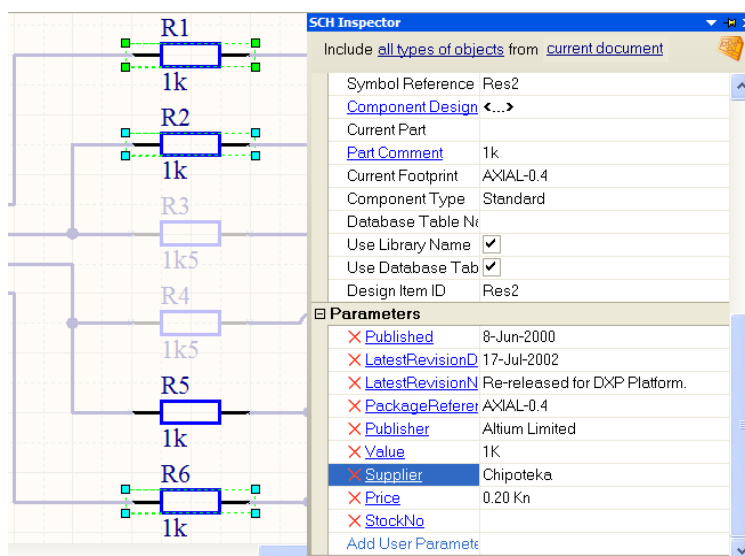 R1
1k
R2
1k
R3
1k5
R4
1k5
R5
1k
R6
1k
SCH Inspector
Include all types of objects from current document
Symbol Reference Res2
Component Design <...>
Current Part
Part Comment 1k
Current Footprint AXIAL-0.4
Component Type Standard
Database Table Na
Use Library Name
Use Database Tab
Design Item ID Res2
Parameters
Published 8-Jun-2000
LatestRevisionD 17-Jul-2002
LatestRevisionN Re-released for DXP Platform.
PackageReferer AXIAL-0.4
Publisher Altium Limited
Value 1K
Supplier Chipoteka
Price 0.20 Kn
StockNo
Add User Paramete